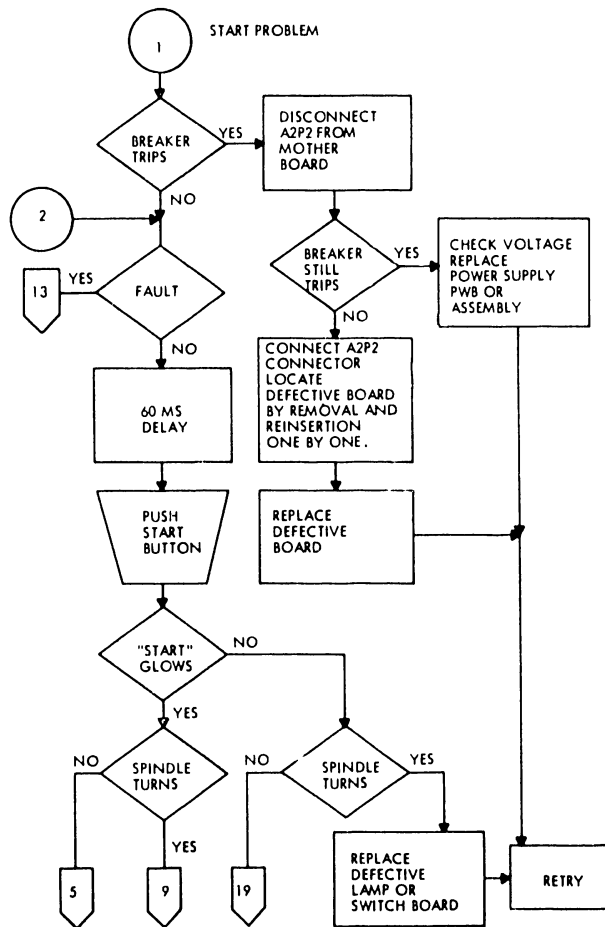 1
START PROBLEM
BREAKER
TRIPS
YES
DISCONNECT
A2P2 FROM
MOTHER
BOARD
NO
2
BREAKER
STILL
TRIPS
YES
CHECK VOLTAGE
REPLACE
POWER SUPPLY
PWB OR
ASSEMBLY
YES
13
FAULT
NO
NO
CONNECT A2P2
CONNECTOR
LOCATE
DEFECTIVE BOARD
BY REMOVAL AND
REINSERTION
ONE BY ONE.
60 MS
DELAY
PUSH
START
BUTTON
REPLACE
DEFECTIVE
BOARD
"START"
GLOWS
NO
YES
NO
SPINDLE
TURNS
YES
NO
SPINDLE
TURNS
YES
5
9
19
REPLACE
DEFECTIVE
LAMP OR
SWITCH BOARD
RETRY